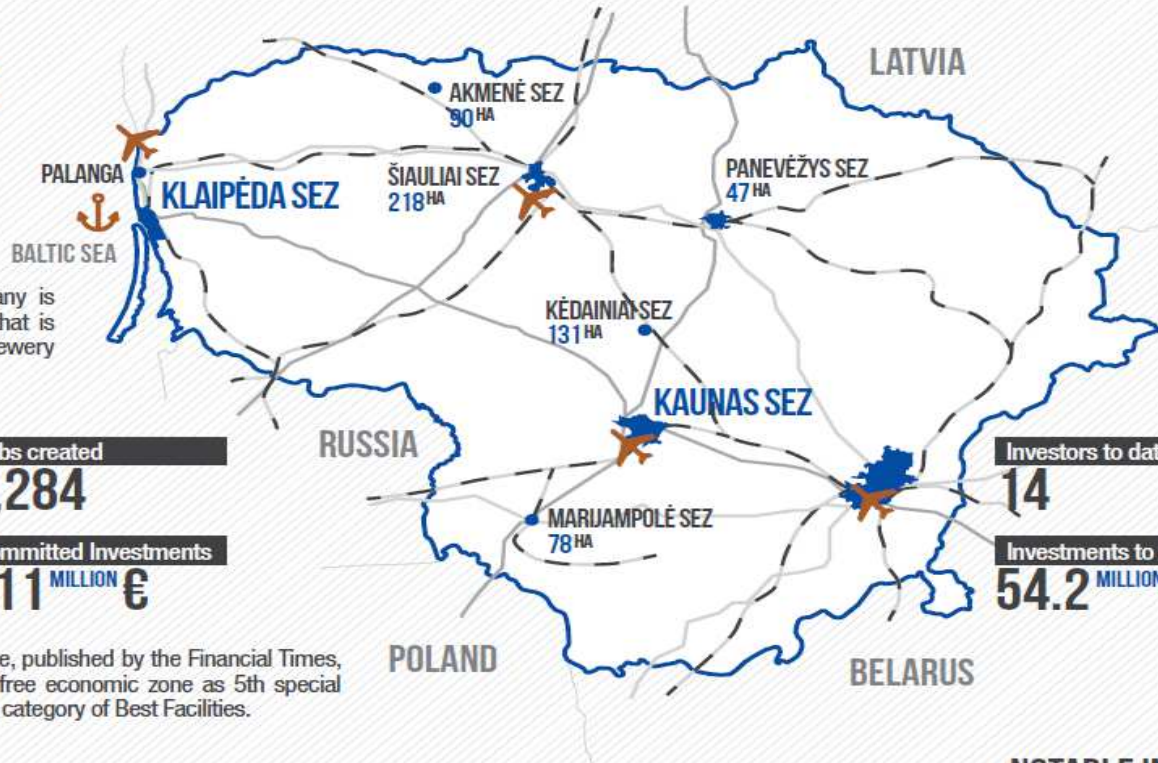 LATVIA
AKMENĖ SEZ
90 HA
PALANGA
KLAIPĖDA SEZ
ŠIAULIAI SEZ
218 HA
PANEVĖŽYS SEZ
47 HA
BALTIC SEA
any is
that is
ewery
KĖDAINIAI SEZ
131 HA
KAUNAS SEZ
RUSSIA
bs created
,284
Investors to dat
14
MARIJAMPOLĖ SEZ
78 HA
mmitted Investments
11 MILLION €
Investments to
54.2 MILLION
e, published by the Financial Times,
free economic zone as 5th special
category of Best Facilities.
POLAND
BELARUS